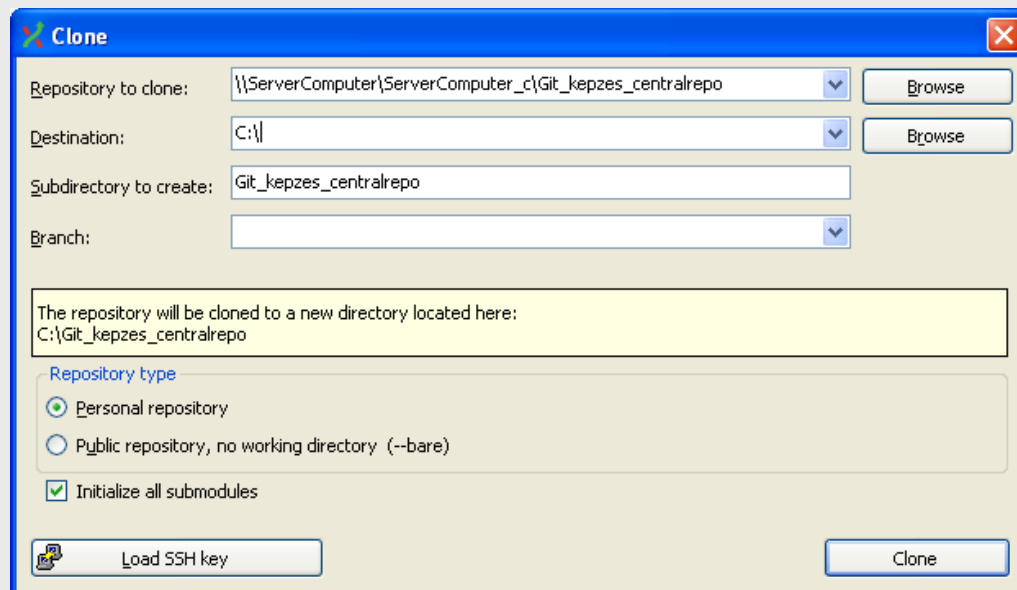 Clone
Repository to clone: \\ServerComputer\ServerComputer_c\Git_kepzes_centralrepo Browse
Destination: C:\ Browse
Subdirectory to create: Git_kepzes_centralrepo
Branch:
The repository will be cloned to a new directory located here:
C:\Git_kepzes_centralrepo
Repository type
Personal repository
Public repository, no working directory (--bare)
Initialize all submodules
Load SSH key Clone